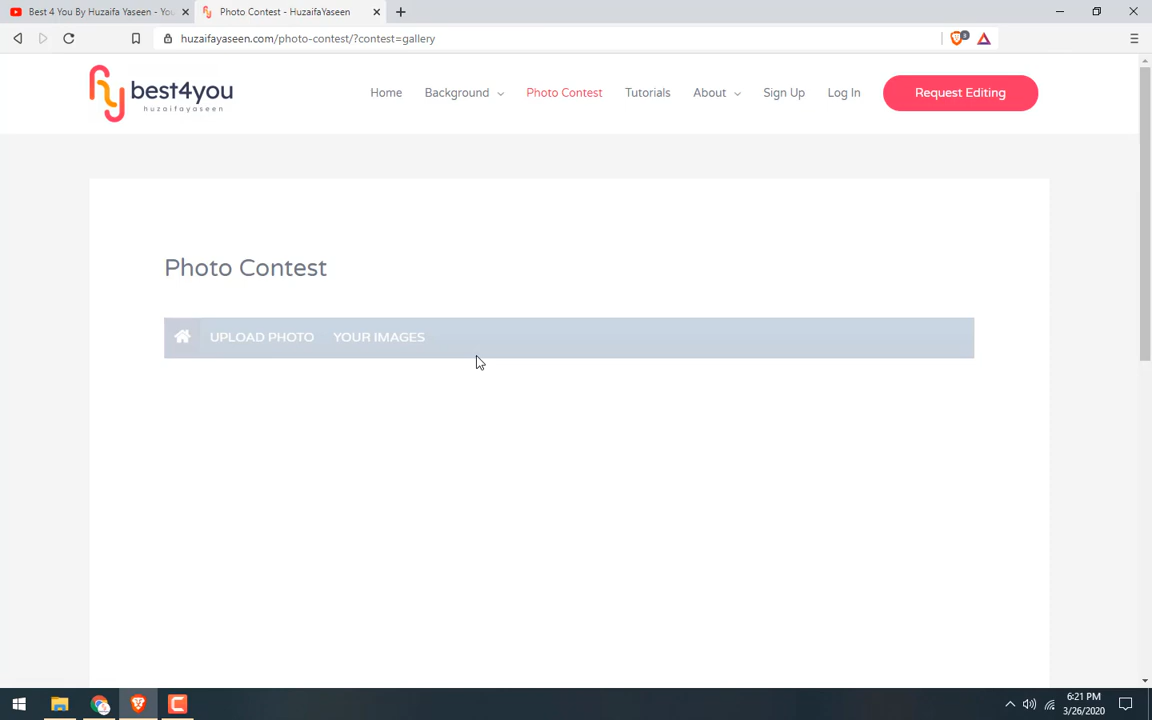 Best 4 You By Huzaifa Yaseen - You
Photo Contest - HuzaifaYaseen
huzaifayaseen.com/photo-contest/?contest=gallery
3
best4you
huzaifayaseen
Home
Background
Photo Contest
Tutorials
About
Sign Up
Log In
Request Editing
Photo Contest
UPLOAD PHOTO
YOUR IMAGES
6:21 PM
3/26/2020